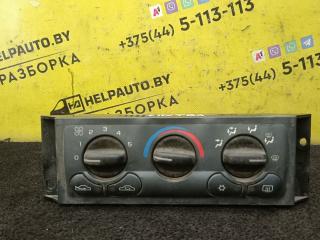 5-113-113
HELPAUTO.BY
+375(44)
5-113-11
РАЗБОРКА
+375(44)
HELPAUTO.BY
РАЗБОРКА
0 1 2 3 4 5